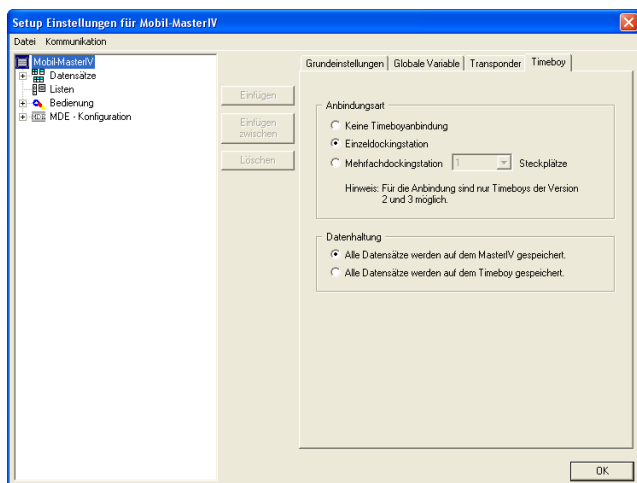 Setup Einstellungen für Mobil-MasterIV
Datei Kommunikation
Mobil-MasterIV
Datensätze
Listen
Bedienung
MDE - Konfiguration
Einfügen
Einfügen
zwischen
Löschen
Grundeinstellungen Globale Variable Transponder Timeboy
Anbindungsart
Keine Timeboyanbindung
Einzeldockingstation
Mehrfachdockingstation 1 Steckplätze
Hinweis: Für die Anbindung sind nur Timeboys der Version
2 und 3 möglich.
Datenhaltung
Alle Datensätze werden auf dem MasterIV gespeichert.
Alle Datensätze werden auf dem Timeboy gespeichert.
OK